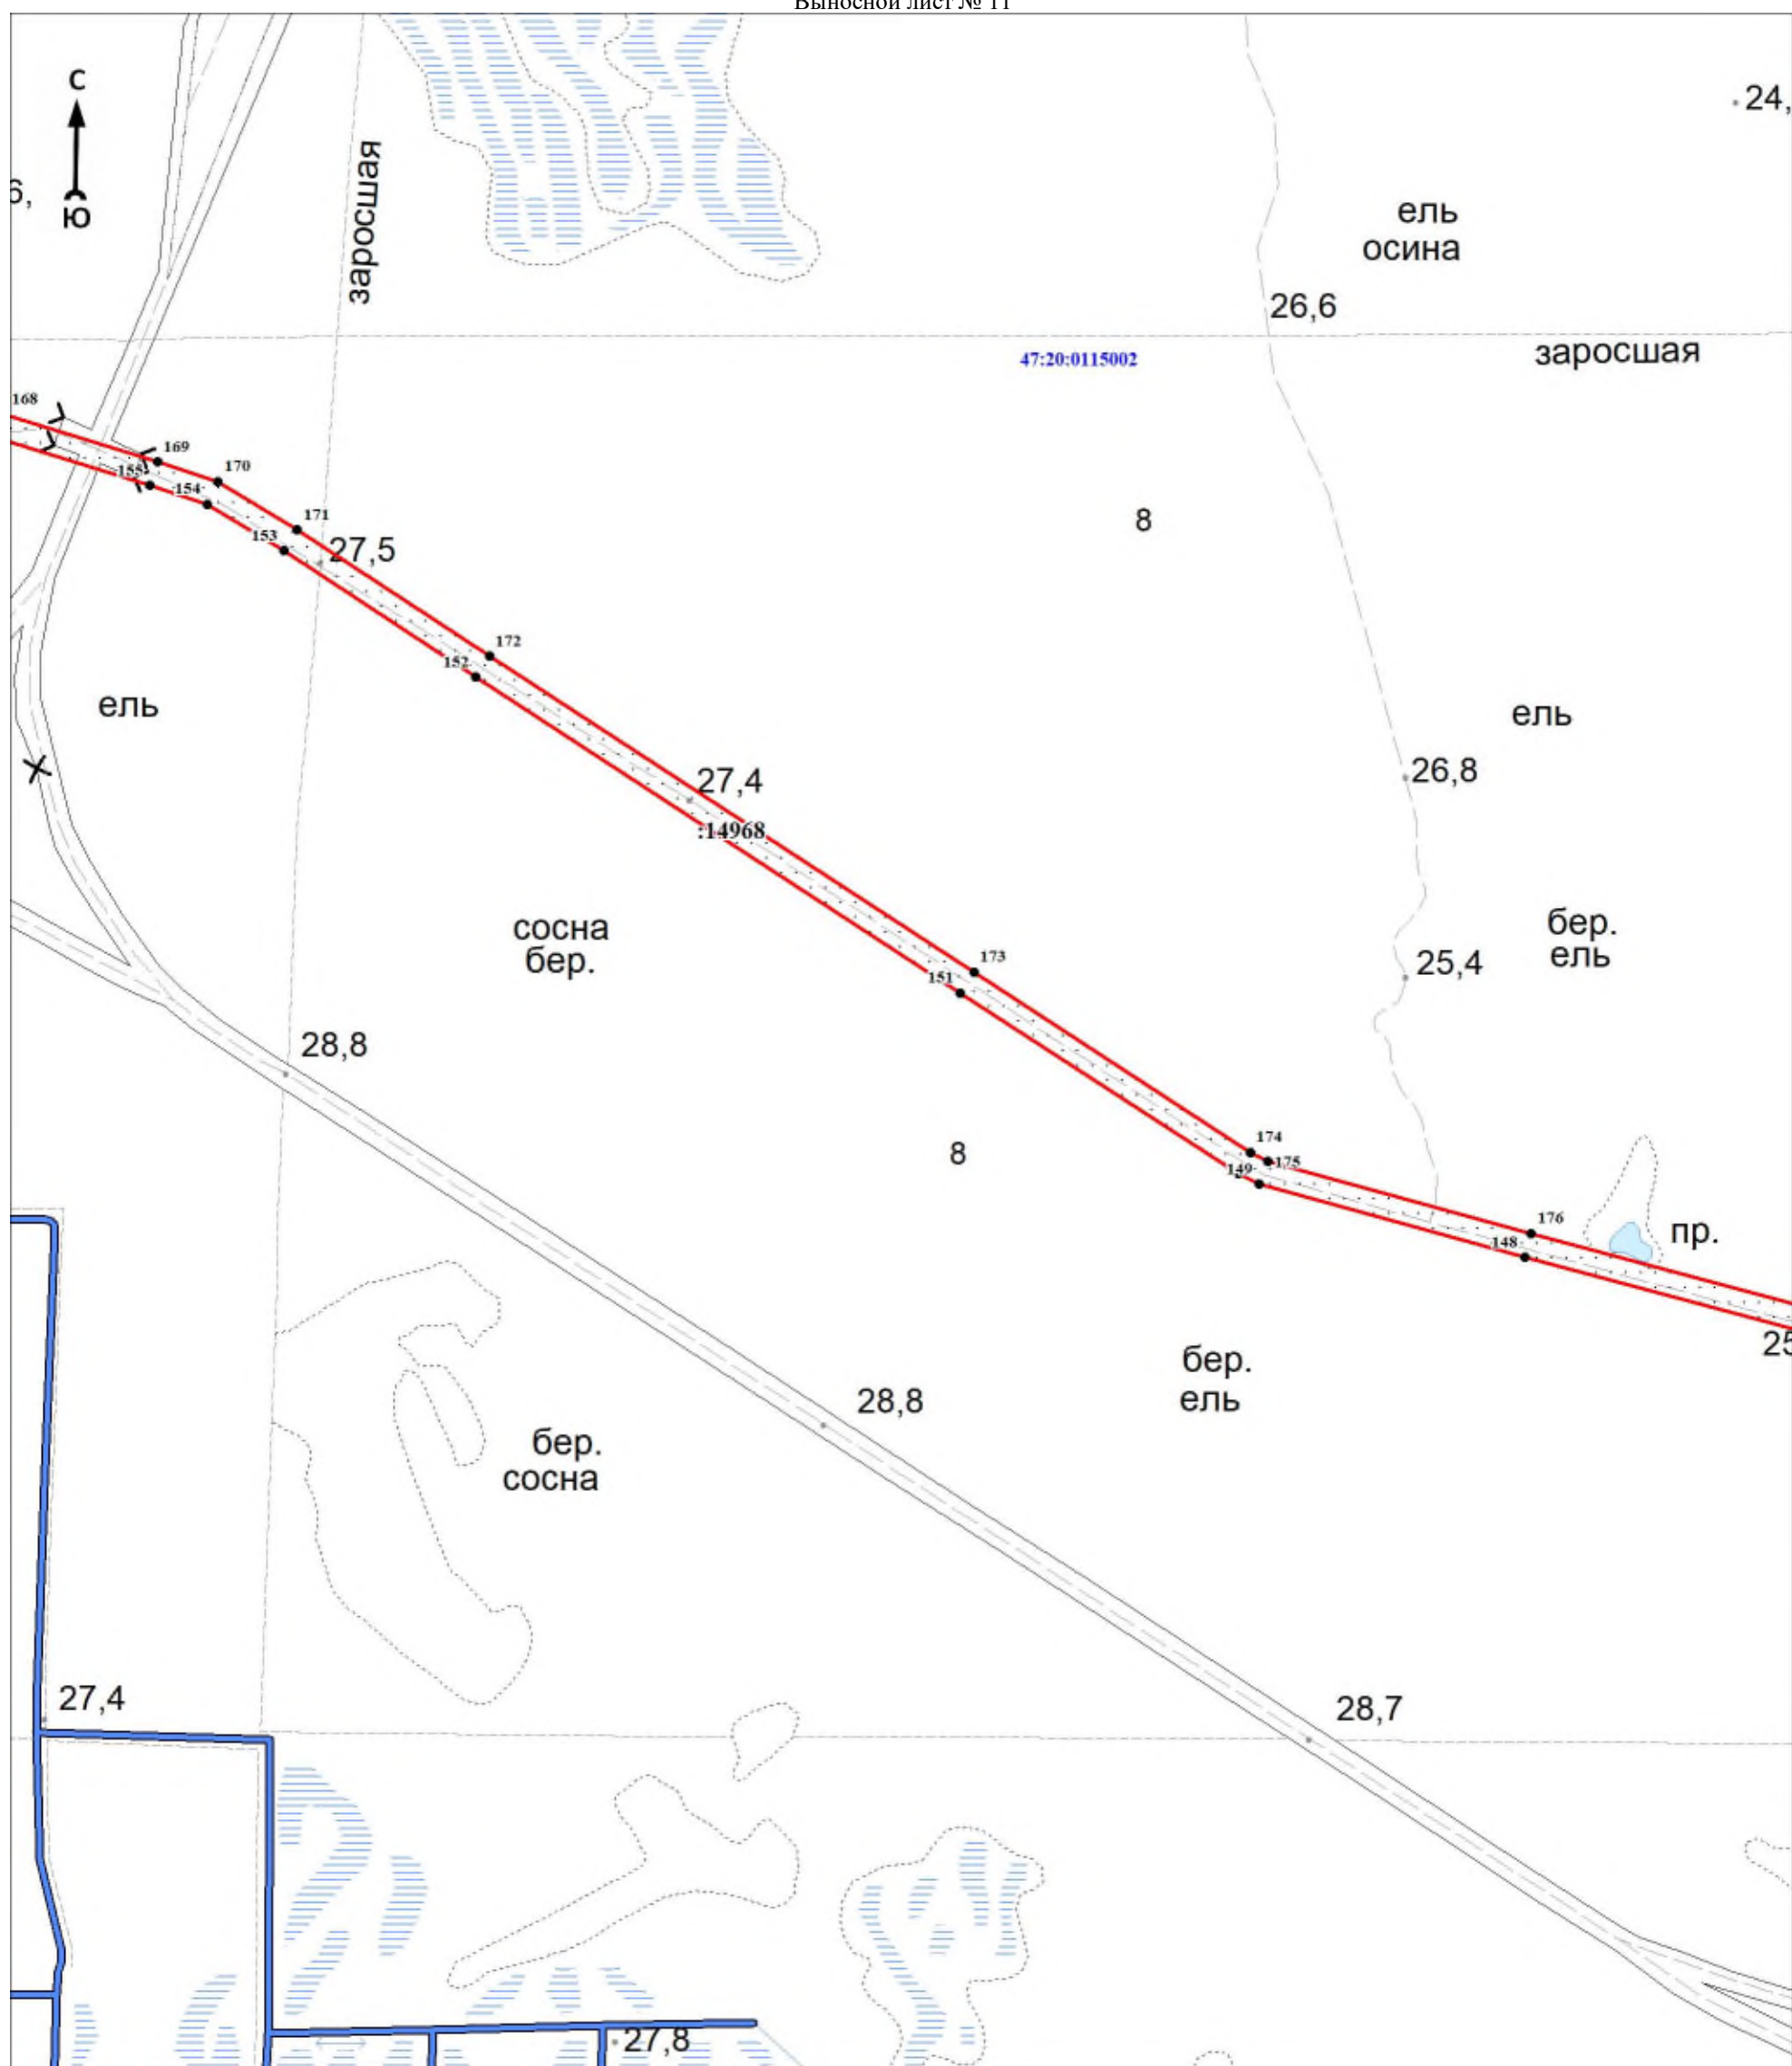 Выносной лист № 11
С
Ю
6,
заросшая
24,
ель
осина
26,6
47:20:0115002
заросшая
168
169
155
170
154
171
153
27,5
8
172
152
ель
ель
27,4
26,8
:14968
сосна
бер.
бер.
ель
173
151
25,4
28,8
8
174
175
149
176
148
пр.
25
бер.
ель
28,8
бер.
сосна
27,4
28,7
27,8